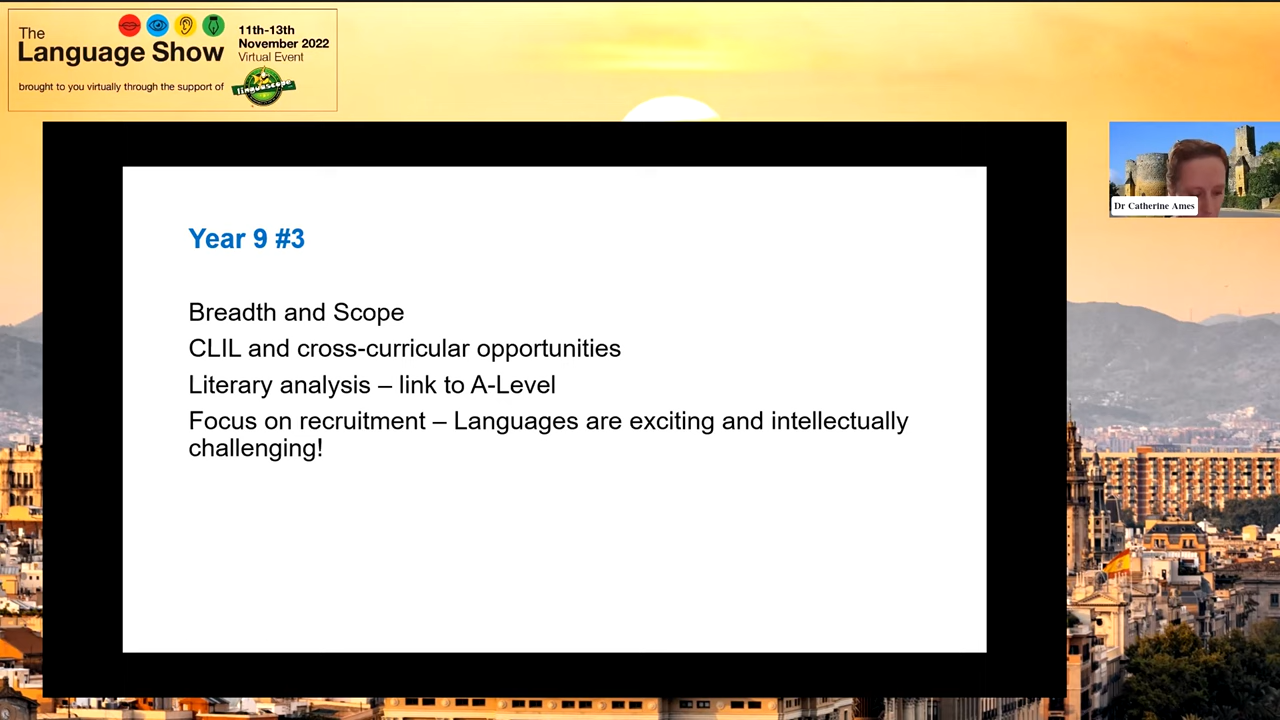 The
Language Show
11th-13th
November 2022
Virtual Event
brought to you virtually through the support of
linguascope
Dr Catherine Ames
Year 9 #3
Breadth and Scope
CLIL and cross-curricular opportunities
Literary analysis – link to A-Level
Focus on recruitment – Languages are exciting and intellectually
challenging!